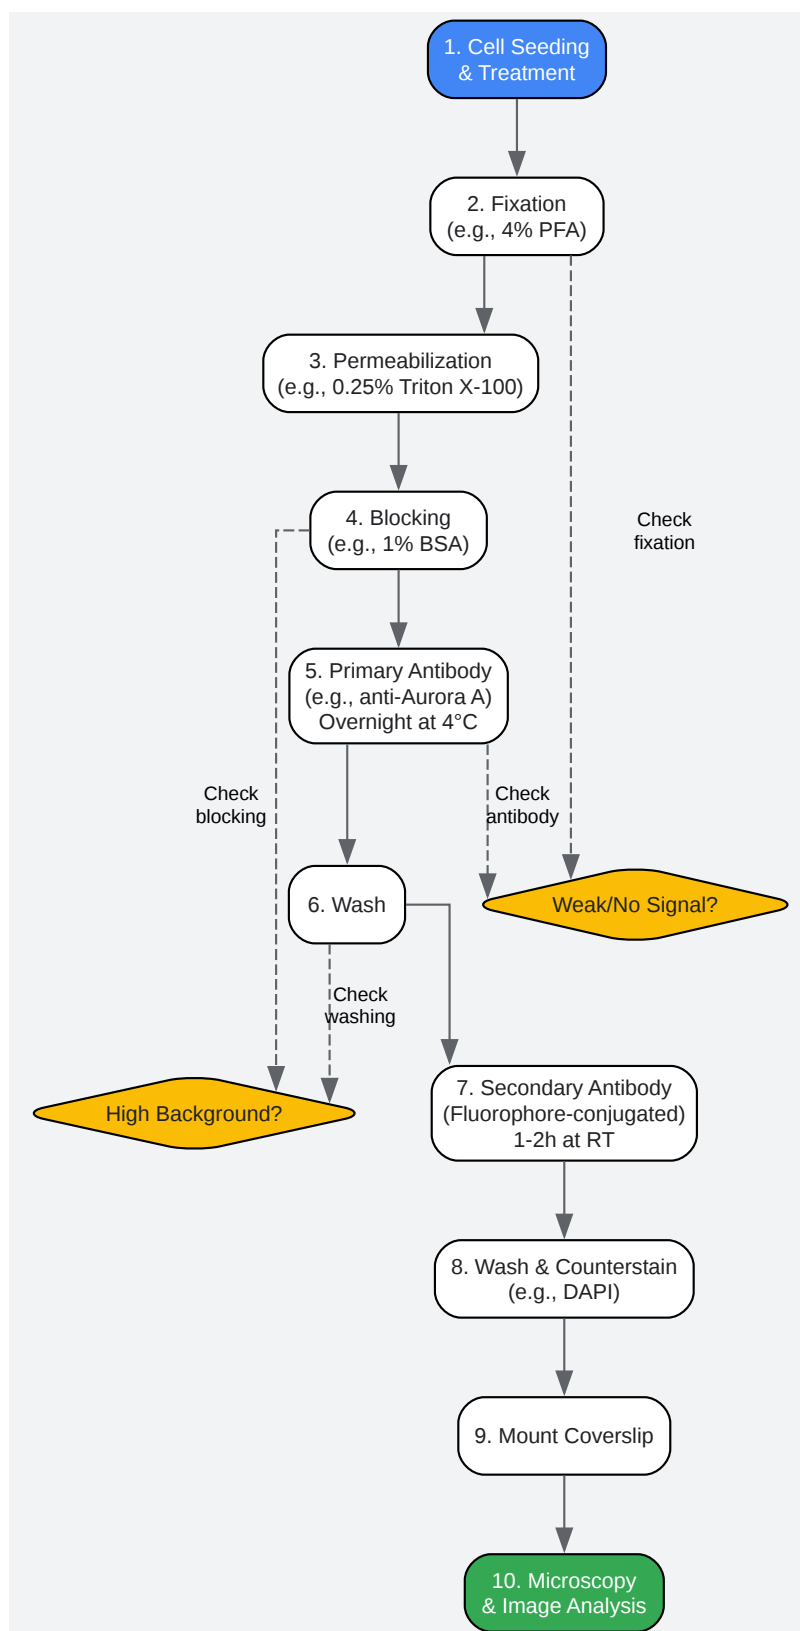 1. Cell Seeding
& Treatment
2. Fixation
(e.g., 4% PFA)
3. Permeabilization
(e.g., 0.25% Triton X-100)
4. Blocking
(e.g., 1% BSA)
Check
fixation
5. Primary Antibody
(e.g., anti-Aurora A)
Overnight at 4°C
Check
blocking
Check
antibody
6. Wash
Weak/No Signal?
Check
washing
High Background?
7. Secondary Antibody
(Fluorophore-conjugated)
1-2h at RT
8. Wash & Counterstain
(e.g., DAPI)
9. Mount Coverslip
10. Microscopy
& Image Analysis